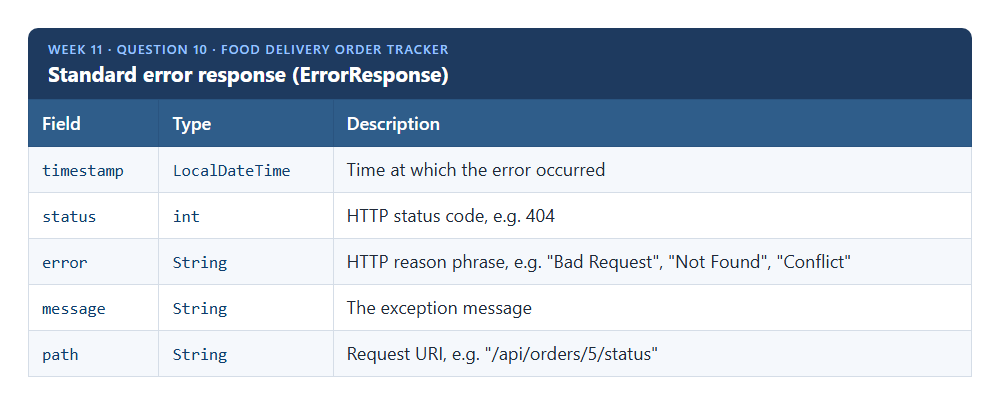 WEEK 11 · QUESTION 10 · FOOD DELIVERY ORDER TRACKER
Standard error response (ErrorResponse)
Field Type Description
timestamp LocalDateTime Time at which the error occurred
status int HTTP status code, e.g. 404
error String HTTP reason phrase, e.g. "Bad Request", "Not Found", "Conflict"
message String The exception message
path String Request URI, e.g. "/api/orders/5/status"